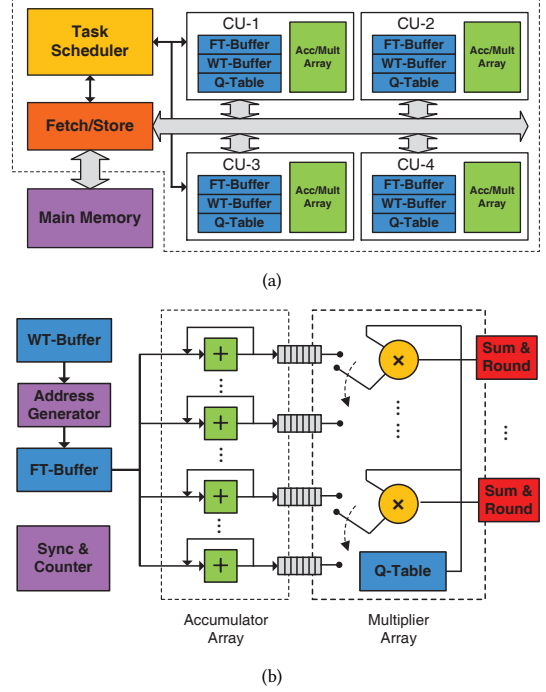 Task
Scheduler
Fetch/Store
Main Memory
CU-1
FT-Buffer
WT-Buffer
Q-Table
Acc/Mult
Array
CU-2
FT-Buffer
WT-Buffer
Q-Table
Acc/Mult
Array
CU-3
FT-Buffer
WT-Buffer
Q-Table
Acc/Mult
Array
CU-4
FT-Buffer
WT-Buffer
Q-Table
Acc/Mult
Array
(a)
WT-Buffer
Address
Generator
FT-Buffer
Sync &
Counter
+
+
+
+
×
×
Q-Table
Sum &
Round
Sum &
Round
Accumulator
Array
Multiplier
Array
(b)